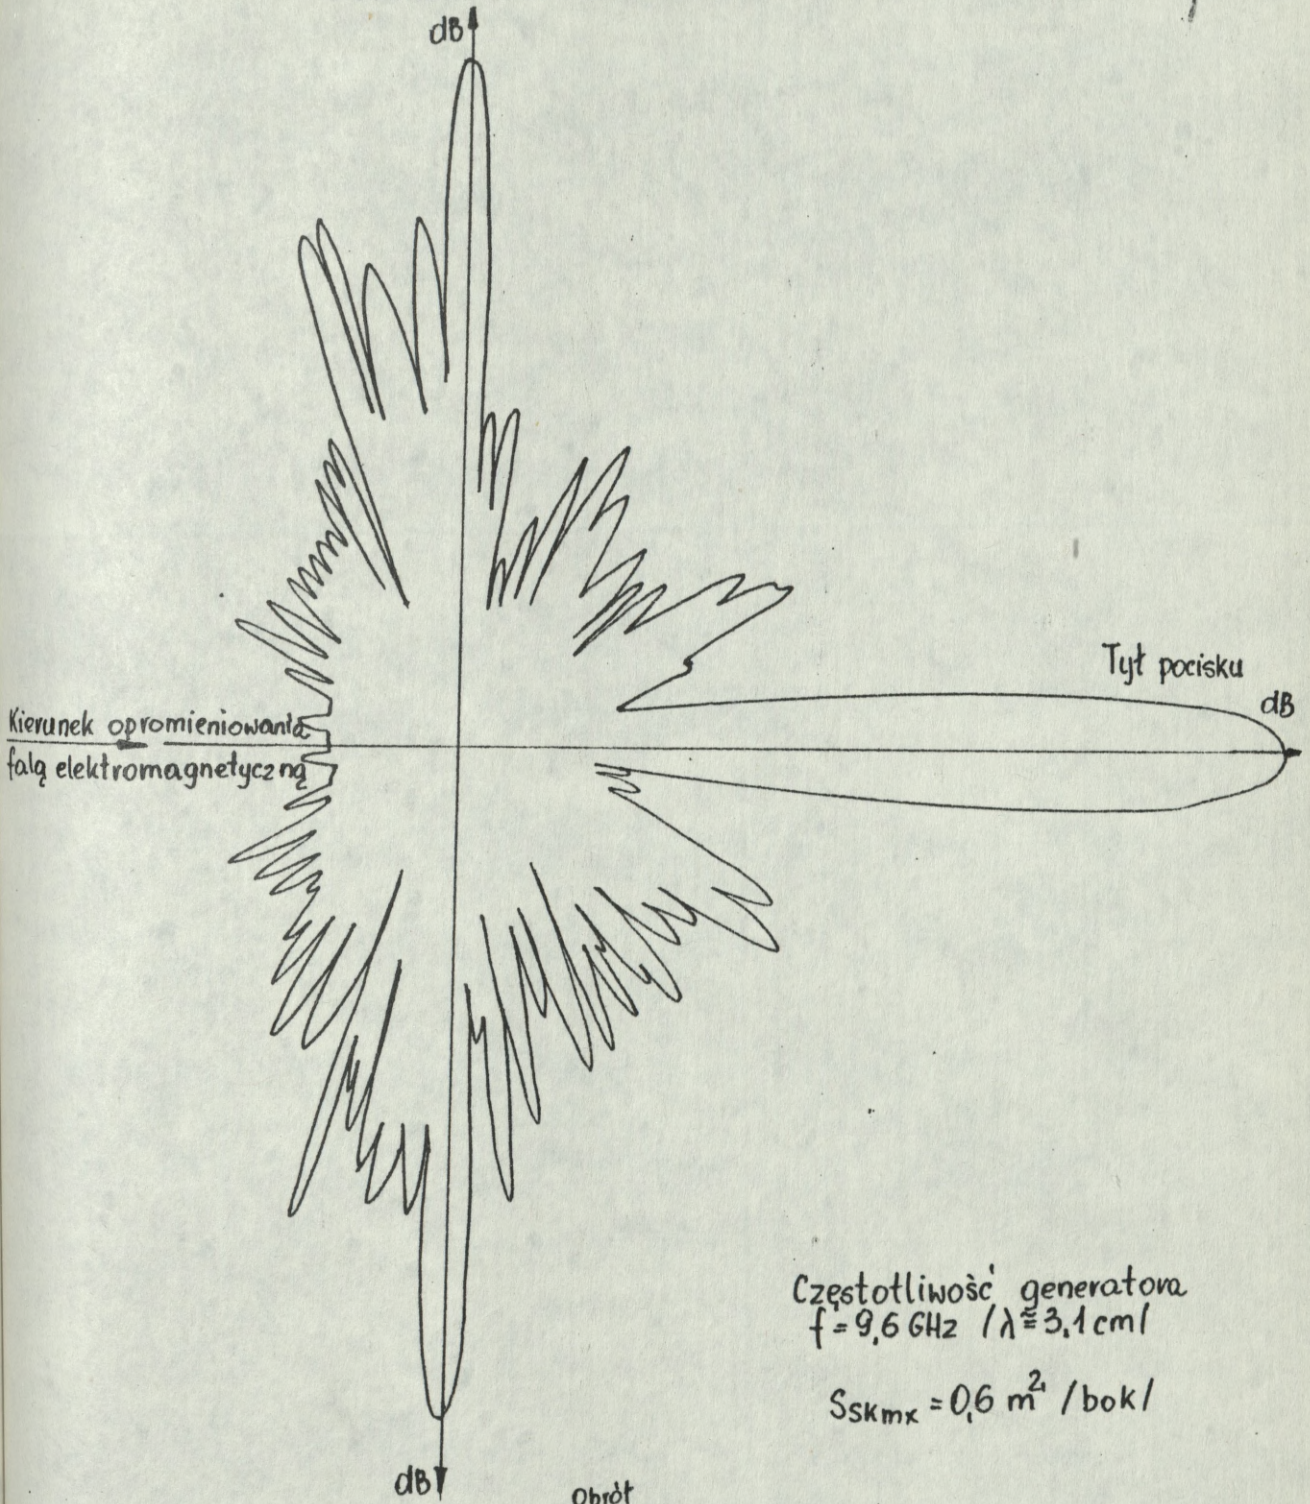 dB
Tył pocisku
dB
Kierunek opromieniowania
falą elektromagnetyczną
Częstotliwość generatora
f = 9,6 GHz /λ ≅ 3,1 cm/
Sskmx = 0,6 m² /bok/
dB
Obrót